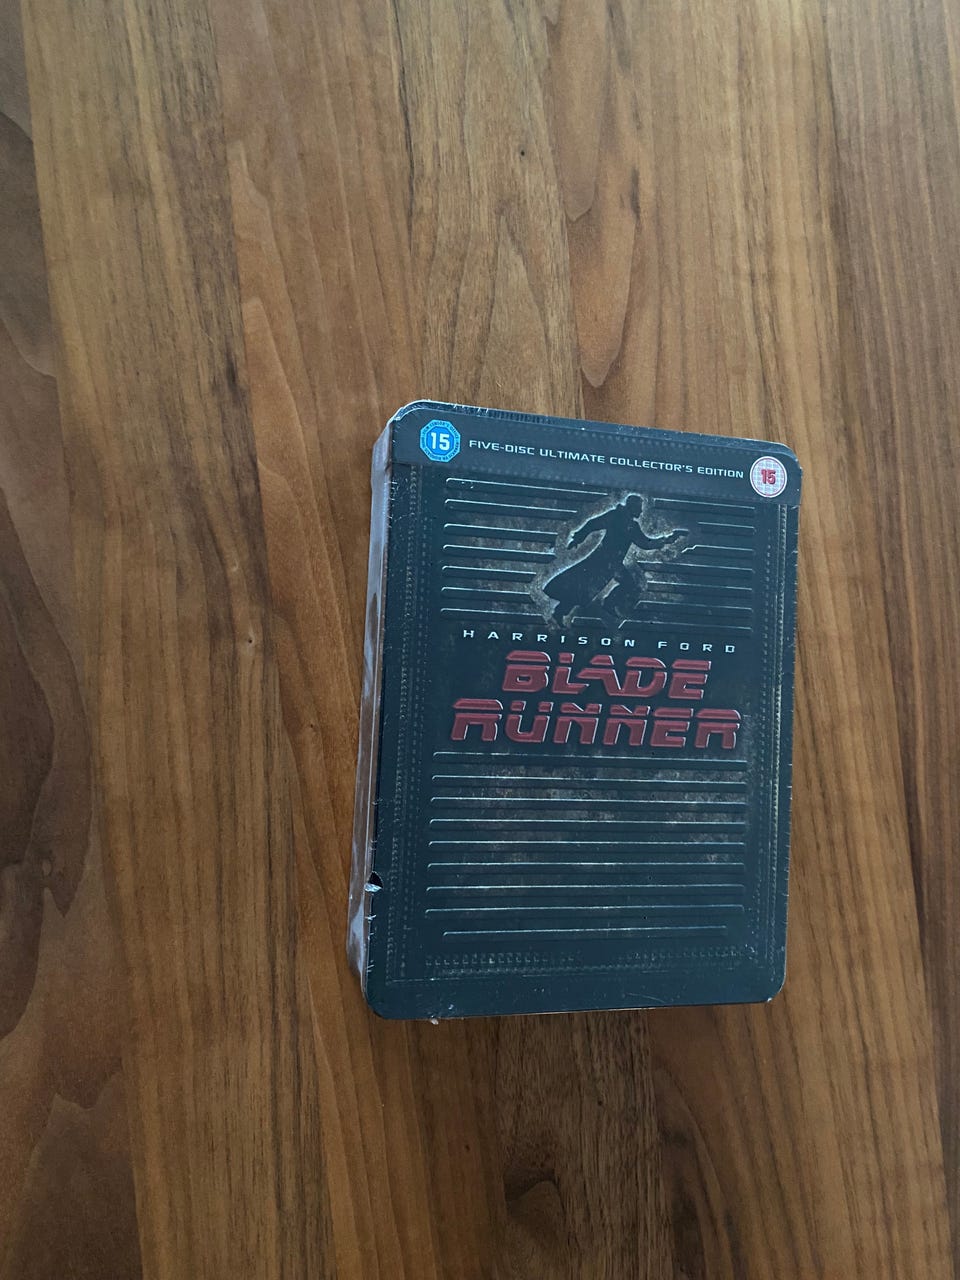 15 FIVE-DISC ULTIMATE COLLECTOR'S EDITION 15
HARRISON FORD
BLADE
RUNNER